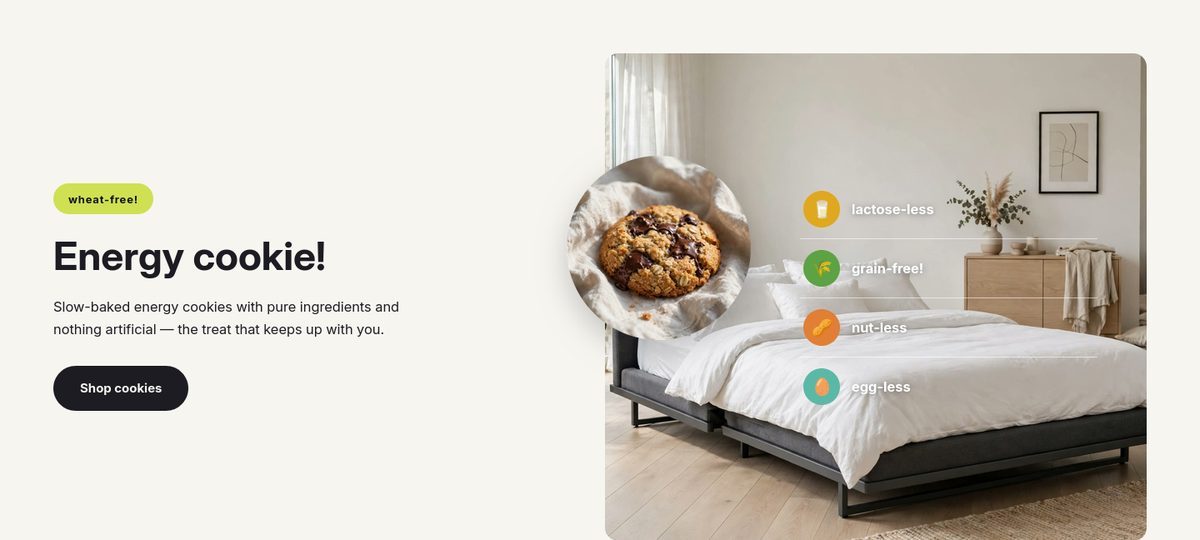 wheat-free!
Energy cookie!
Slow-baked energy cookies with pure ingredients and
nothing artificial — the treat that keeps up with you.
Shop cookies
lactose-less
grain-free!
nut-less
egg-less